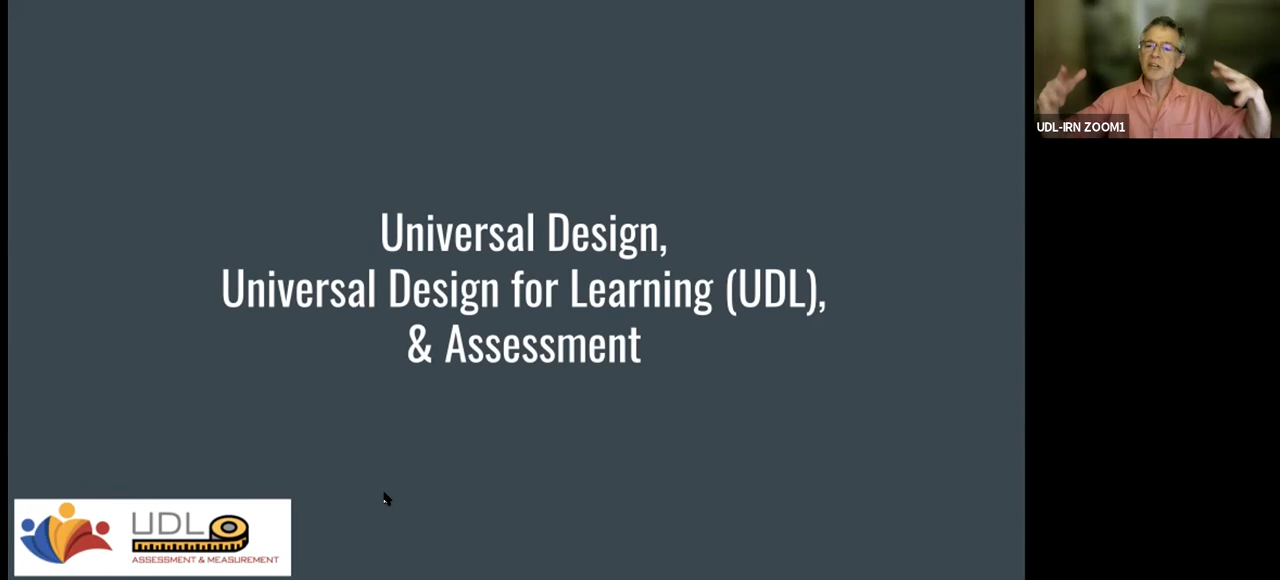 Universal Design,
Universal Design for Learning (UDL),
& Assessment
UDL
ASSESSMENT & MEASUREMENT
UDL-IRN ZOOM1